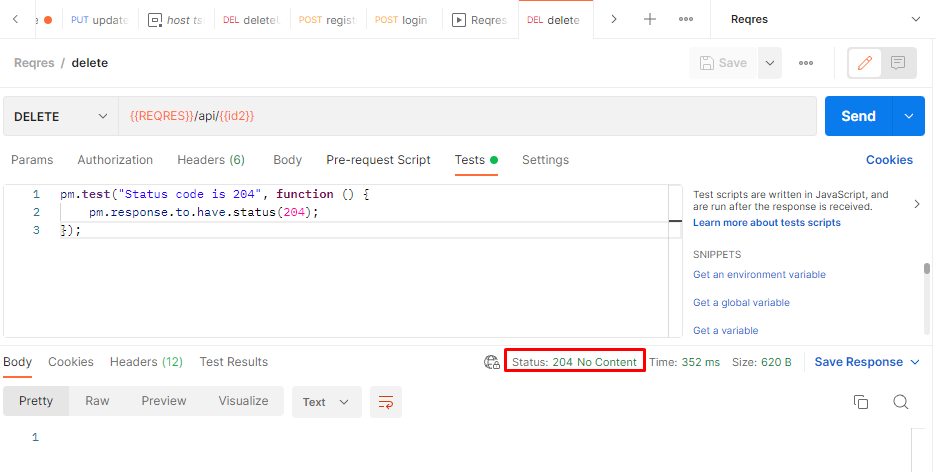 PUT update
host ts
DEL delete
POST regist
POST login
Reqres
DEL delete
Reqres
Reqres / delete
Save
DELETE
{{REQRES}}/api/{{id2}}
Send
Params Authorization Headers (6) Body Pre-request Script Tests Settings Cookies
1 pm.test("Status code is 204", function () {
2 pm.response.to.have.status(204);
3 });
Test scripts are written in JavaScript, and
are run after the response is received.
Learn more about tests scripts
SNIPPETS
Get an environment variable
Get a global variable
Get a variable
Body Cookies Headers (12) Test Results
Status: 204 No Content Time: 352 ms Size: 620 B Save Response
Pretty Raw Preview Visualize Text
1